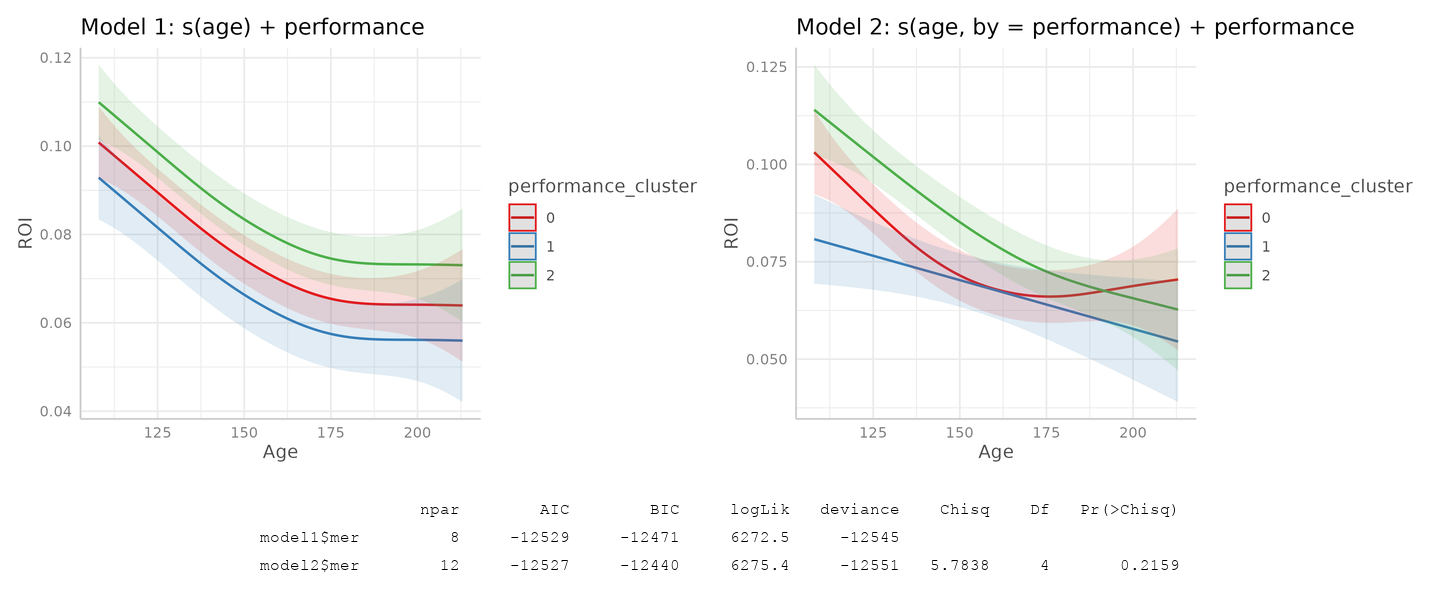 Model 1: s(age) + performance
0.12
0.10
0.08
0.06
0.04
ROI
125 150 175 200
Age
performance_cluster
0
1
2
Model 2: s(age, by = performance) + performance
0.125
0.100
0.075
0.050
ROI
125 150 175 200
Age
performance_cluster
0
1
2
npar AIC BIC logLik deviance Chisq Df Pr(>Chisq)
model1$mer 8 -12529 -12471 6272.5 -12545
model2$mer 12 -12527 -12440 6275.4 -12551 5.7838 4 0.2159